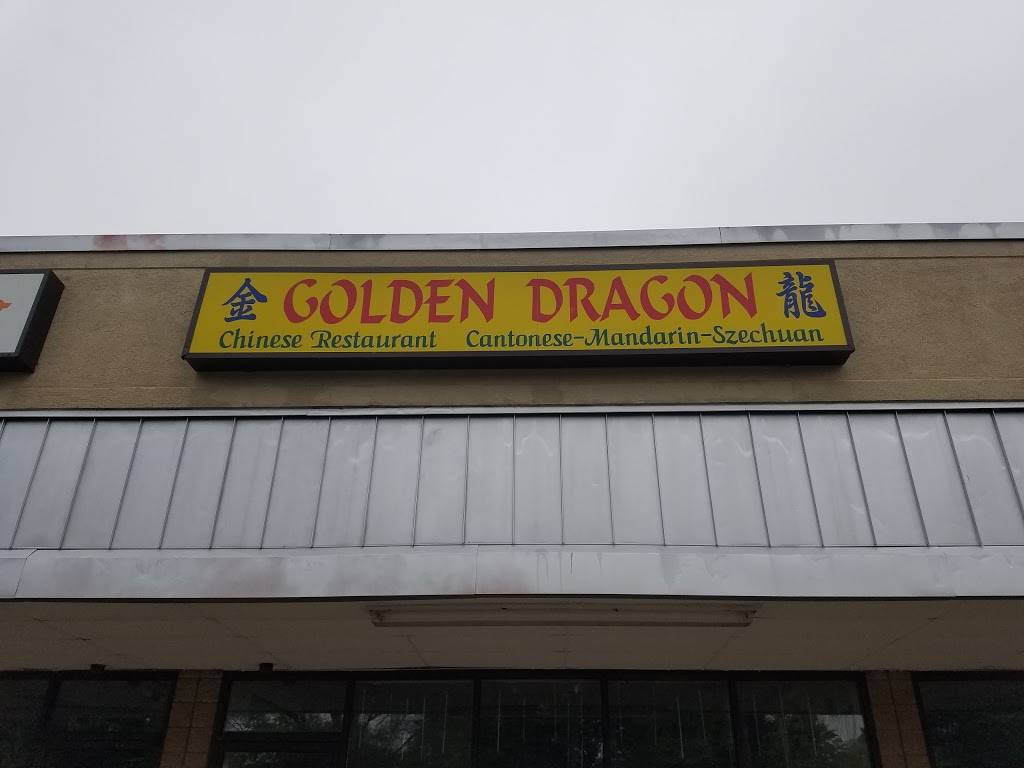 金 GOLDEN DRAGON 龍
Chinese Restaurant Cantonese-Mandarin-Szechuan